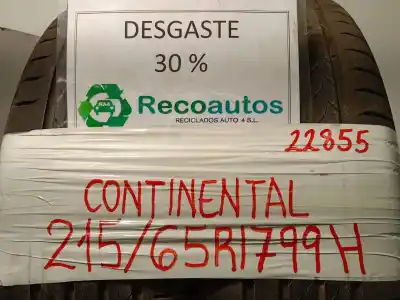 DESGASTE
30 %
Recoautos
RECICLADOS AUTO 4 S.L.
22855
CONTINENTAL
215/65R1799H